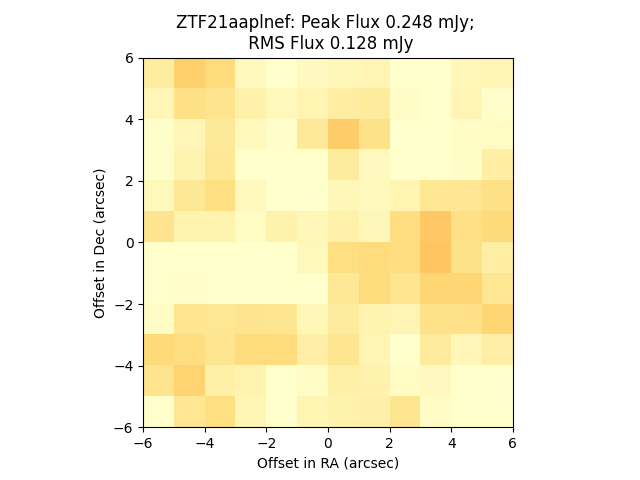 ZTF21aaplnef: Peak Flux 0.248 mJy;
RMS Flux 0.128 mJy
6
4
2
0
−2
−4
−6
Offset in Dec (arcsec)
−6 −4 −2 0 2 4 6
Offset in RA (arcsec)